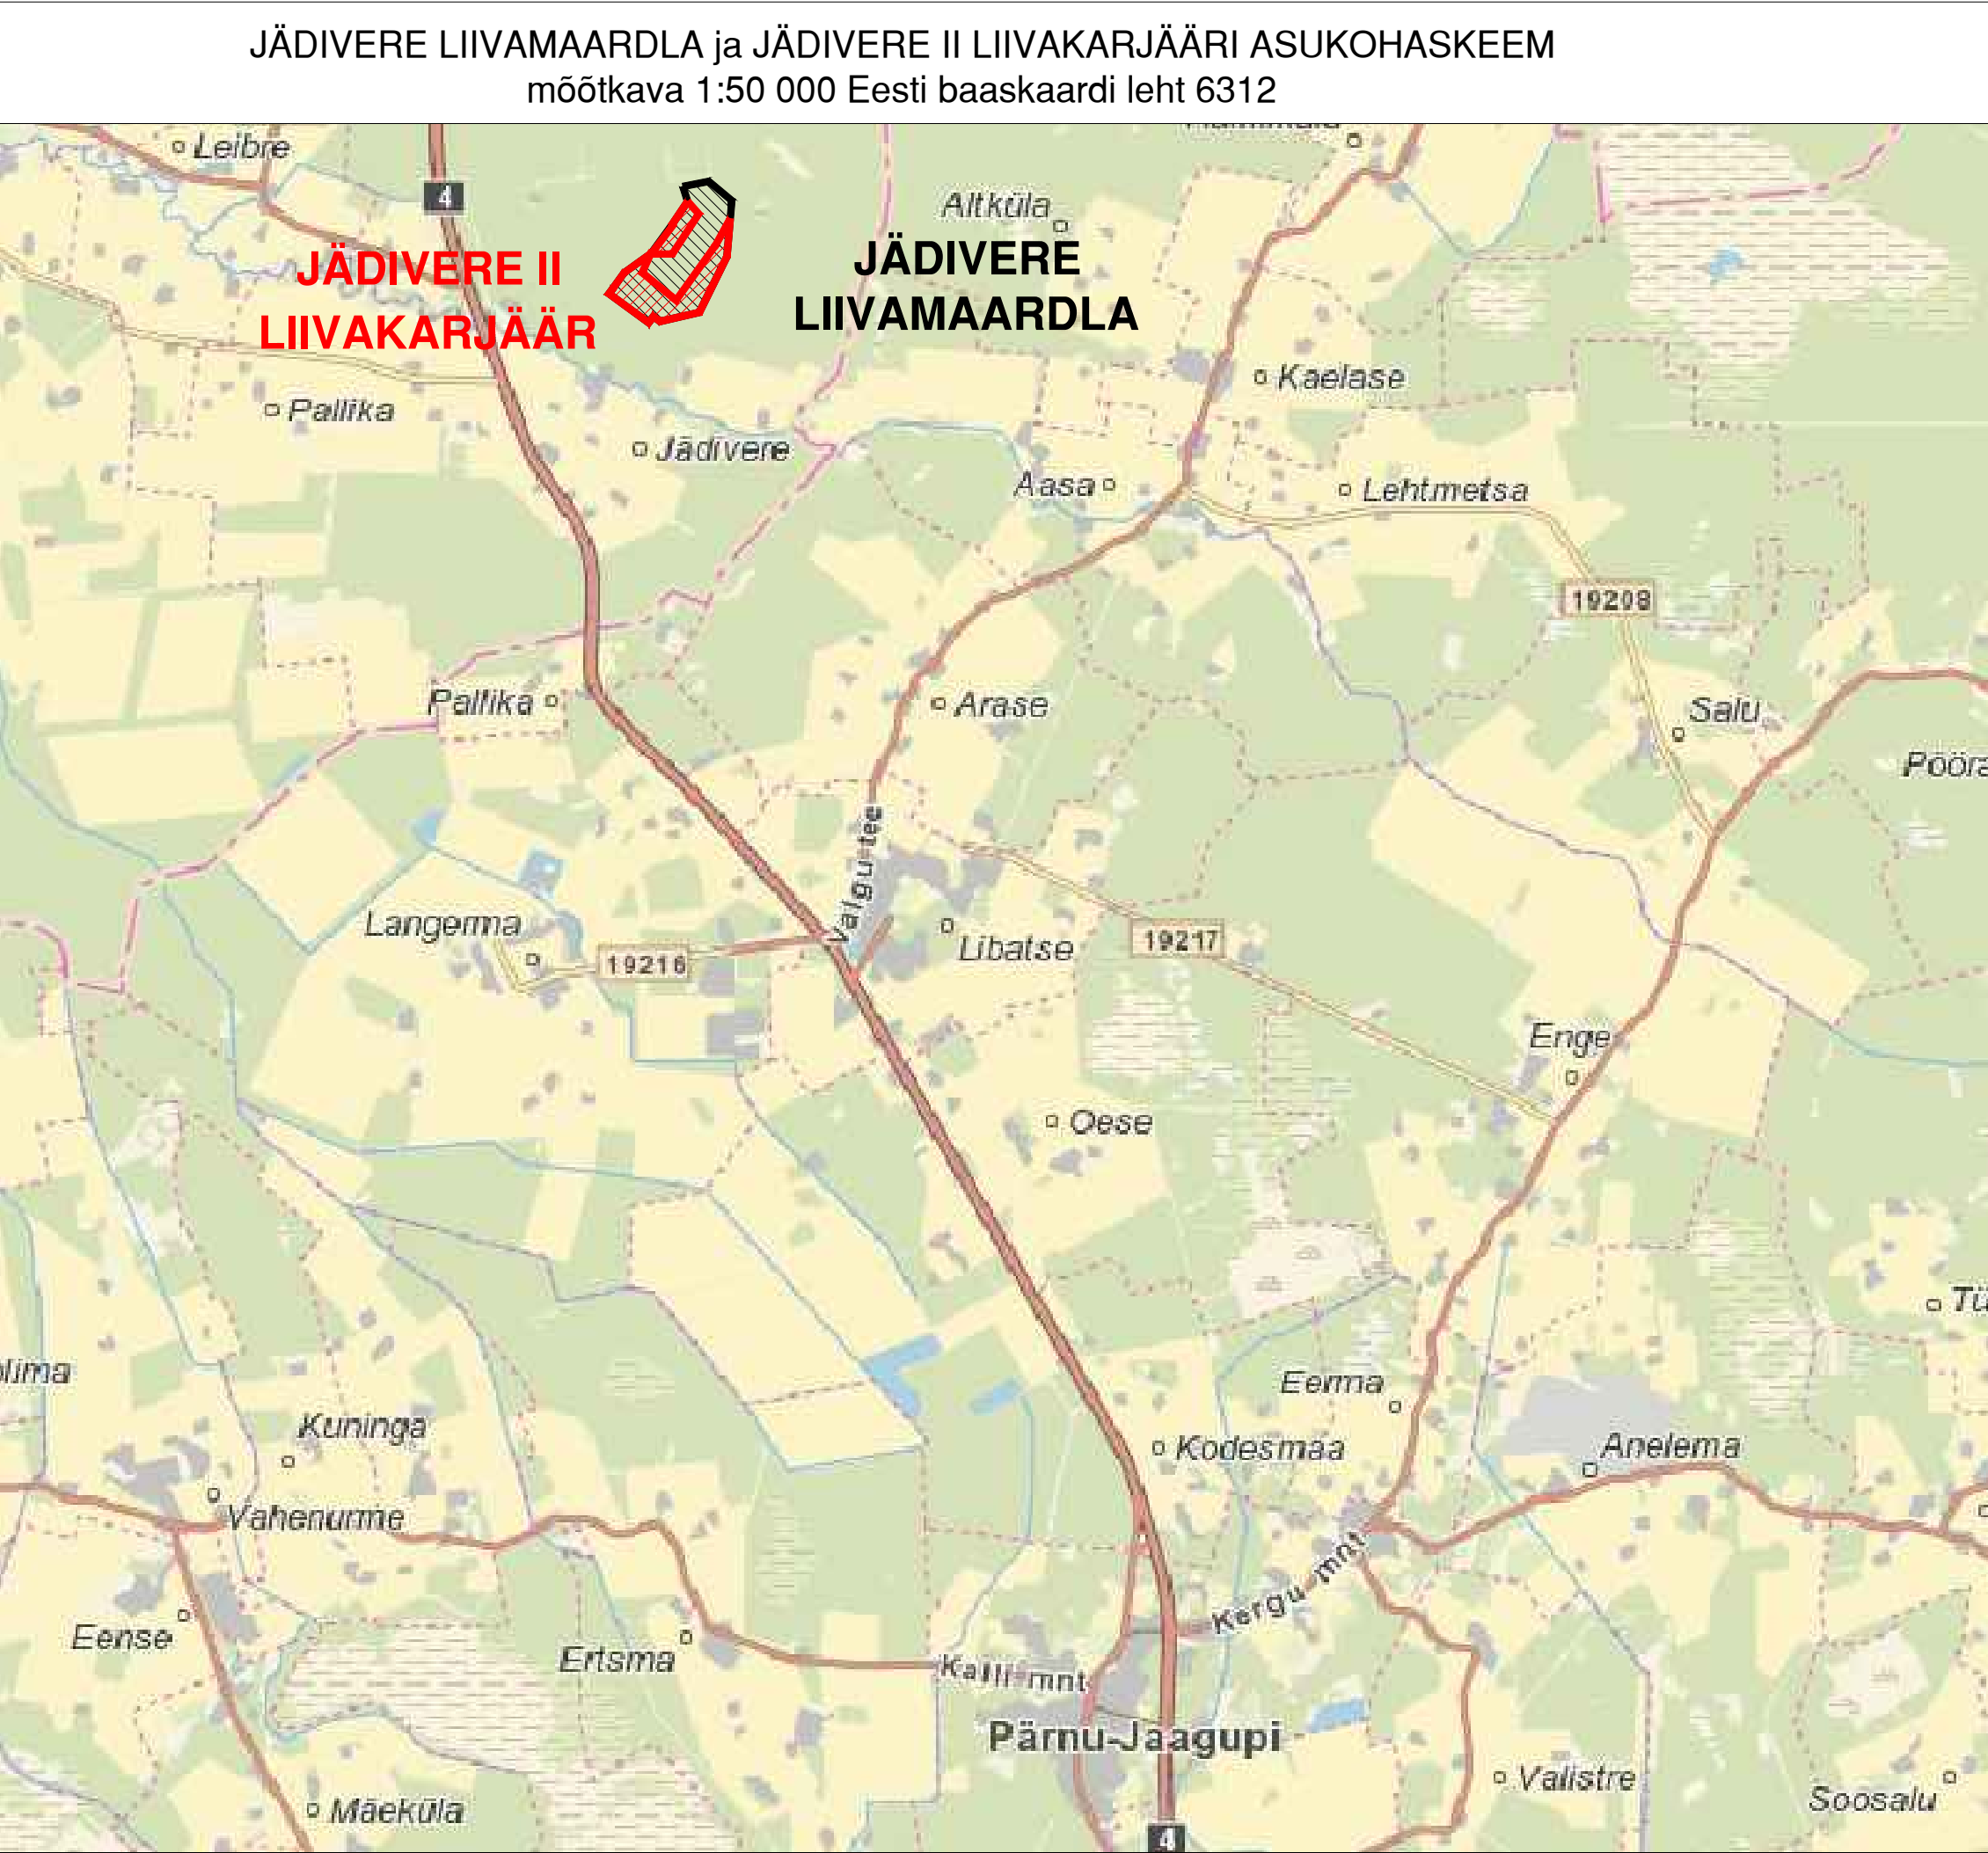 JÄDIVERE LIIVAMAARDLA ja JÄDIVERE II LIIVAKARJÄÄRI ASUKOHASKEEM
mõõtkava 1:50 000 Eesti baaskaardi leht 6312
Leibre
4
Altküla
JÄDIVERE II
LIIVAKARJÄÄR
JÄDIVERE
LIIVAMAARDLA
Kaelase
Pallika
Jädivere
Aasa
Lehtmetsa
19208
Pallika
Arase
Salu
Pööra
Valgu tee
Langerma
19216
Libatse
19217
Enge
Oese
Tü
Eerma
Kuninga
Kodesmaa
Anelema
Vahenurme
Kergu mnt
Eense
Ertsma
Kalli mnt
Pärnu-Jaagupi
Valistre
Soosalu
Mäeküla
4